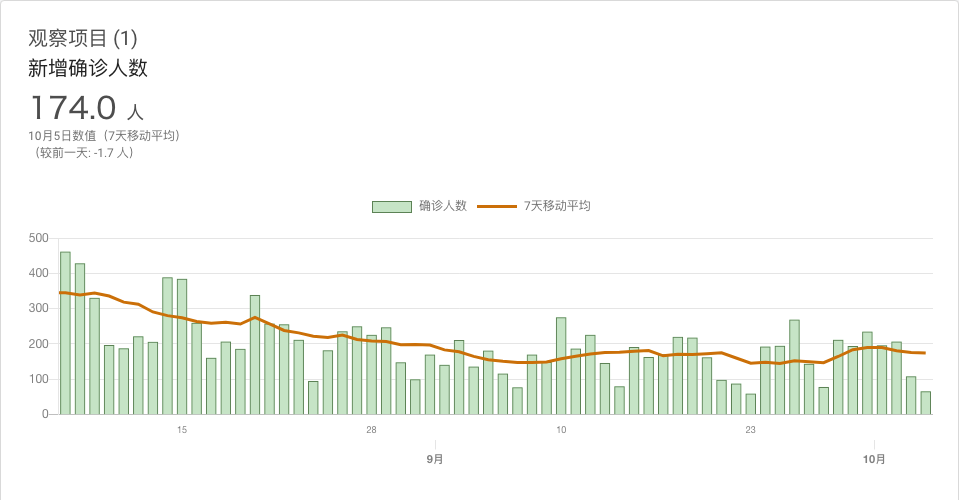 观察项目 (1)
新增确诊人数
174.0 人
10月5日数值（7天移动平均）
（较前一天: -1.7 人）
确诊人数 7天移动平均
500
400
300
200
100
0
15 28 10 23
9月 10月